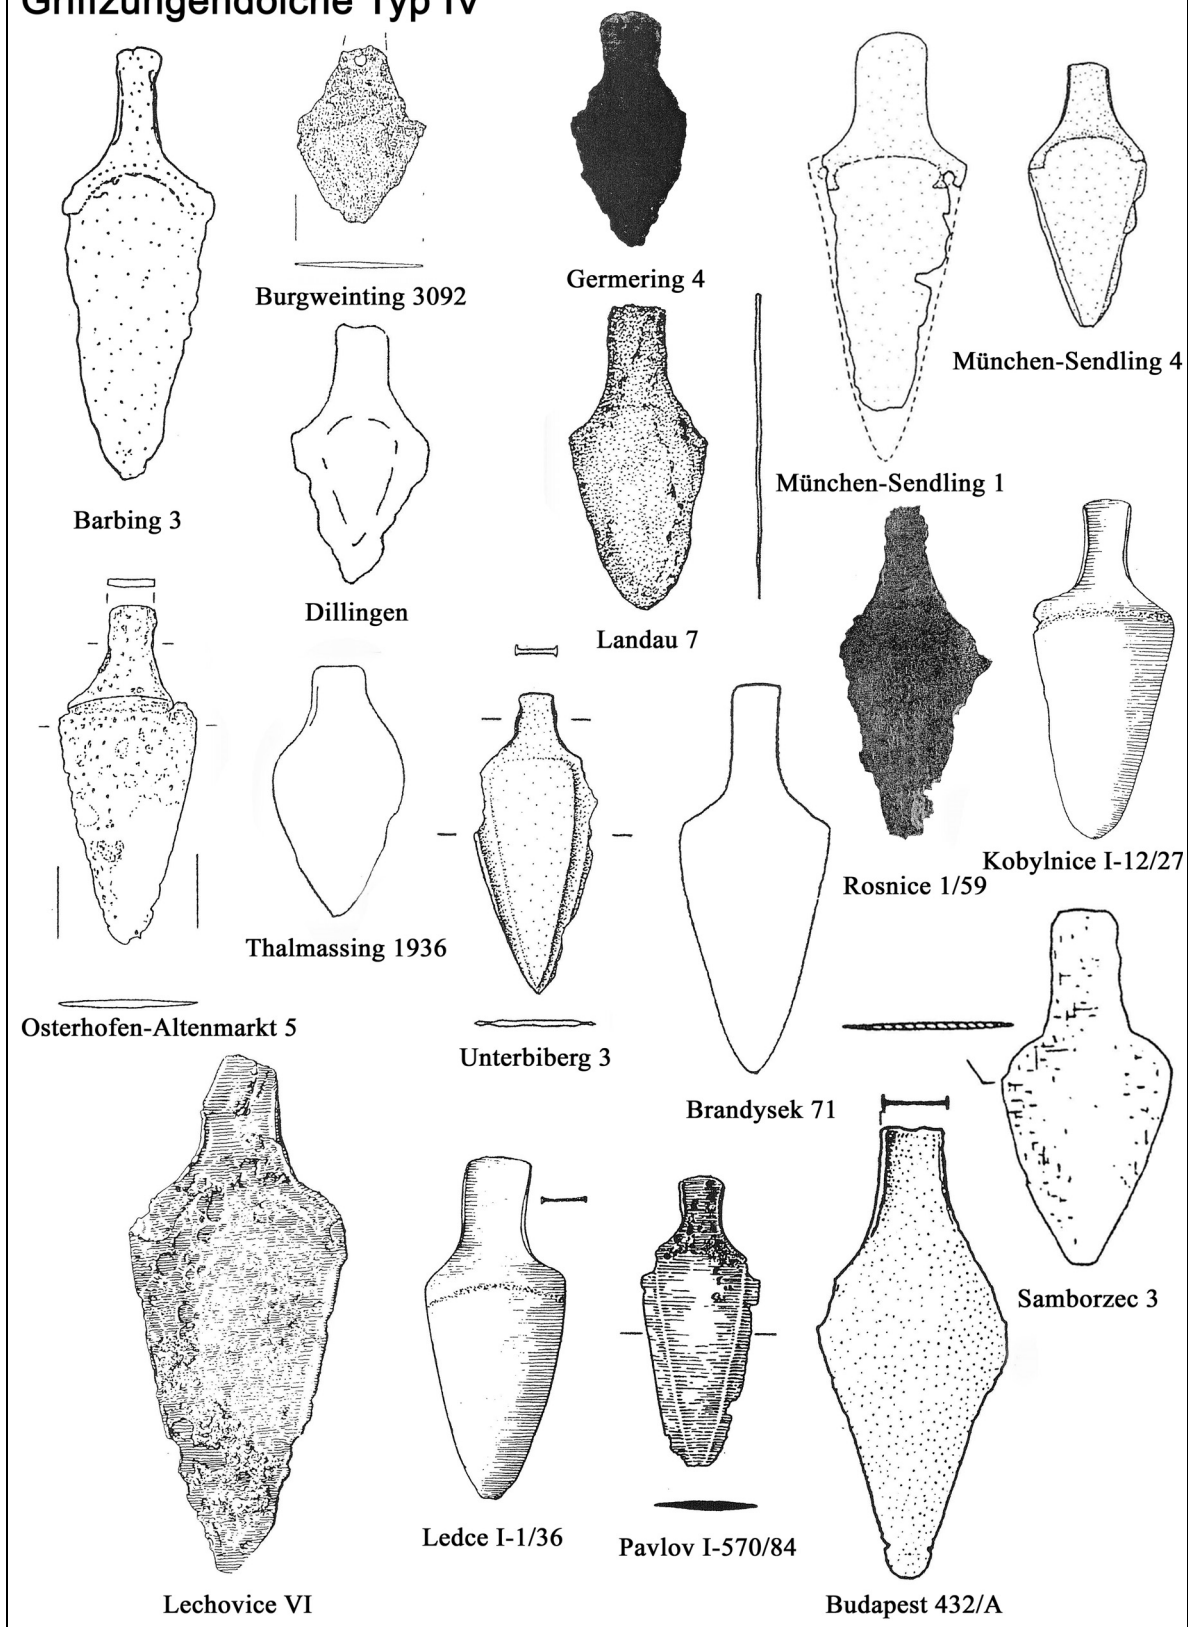 Griffzungendolche Typ IV
Burgweinting 3092
Germering 4
München-Sendling 4
München-Sendling 1
Barbing 3
Dillingen
Landau 7
Kobylnice I-12/27
Rosnice 1/59
Thalmassing 1936
Osterhofen-Altenmarkt 5
Unterbiberg 3
Brandysek 71
Samborzec 3
Ledce I-1/36
Pavlov I-570/84
Lechovice VI
Budapest 432/A